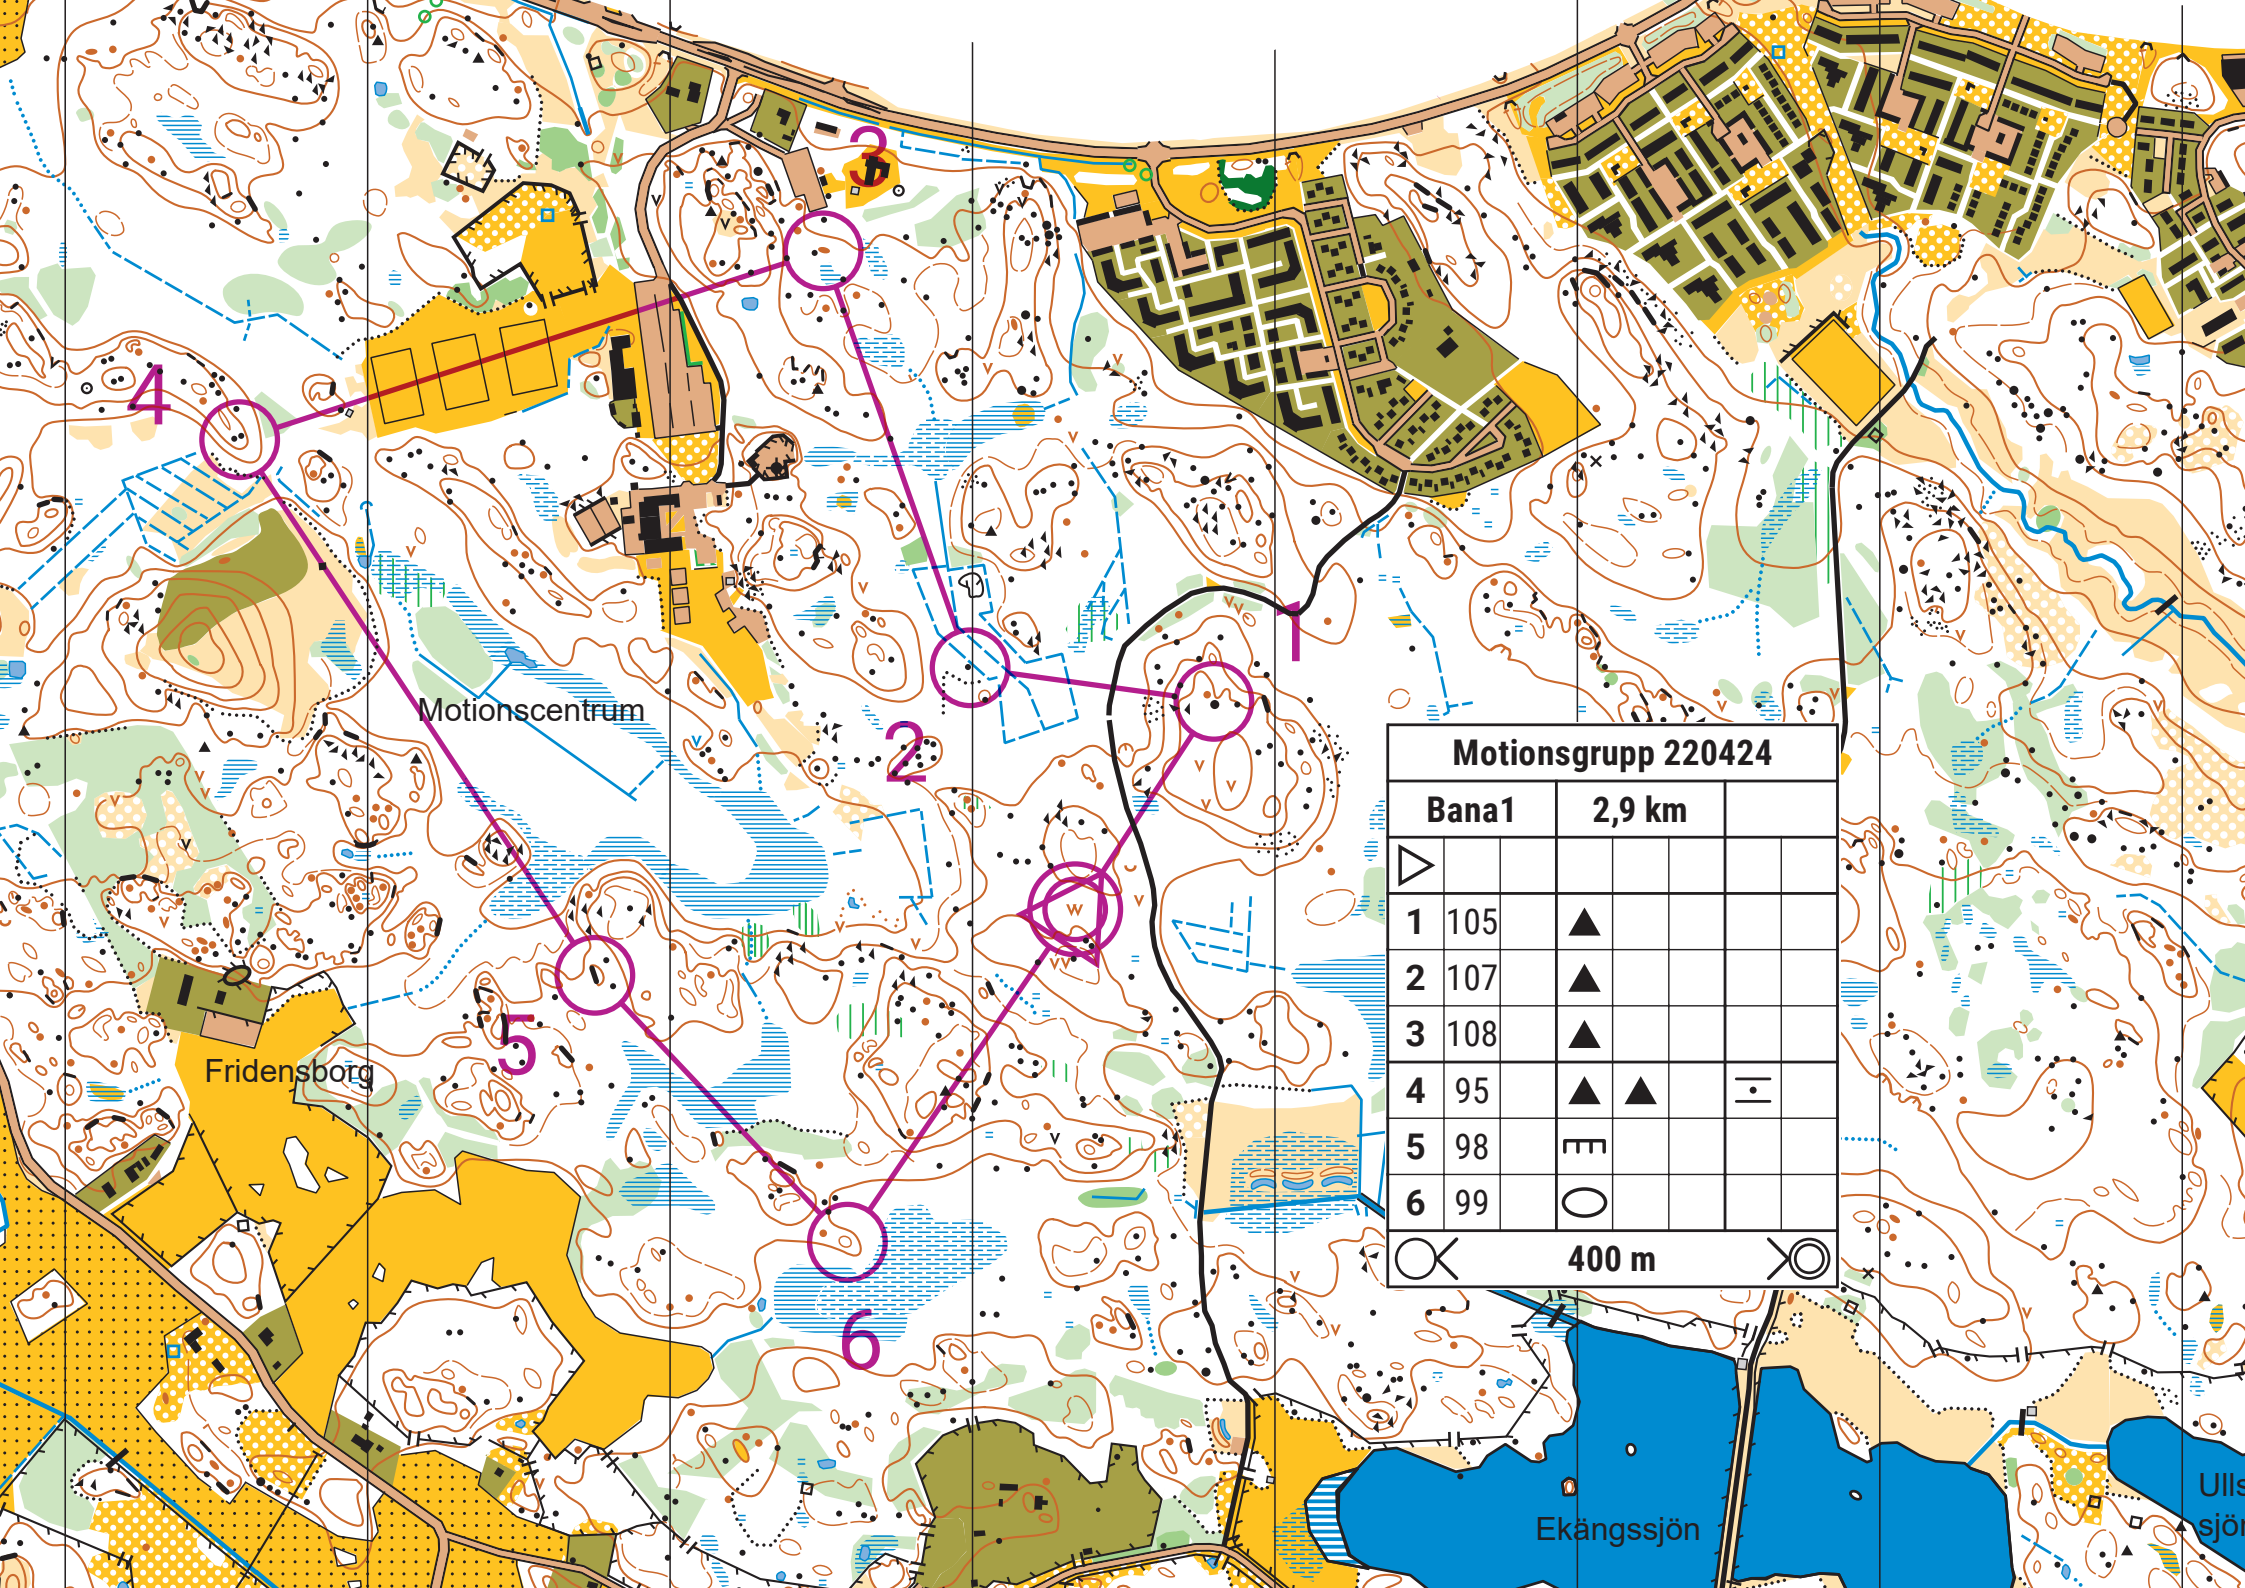 3
4
1
Motionscentrum
2
Motionsgrupp 220424
Bana1 2,9 km
1 105
2 107
3 108
4 95
5 98
6 99
400 m
5
Fridensborg
6
Ekängssjön